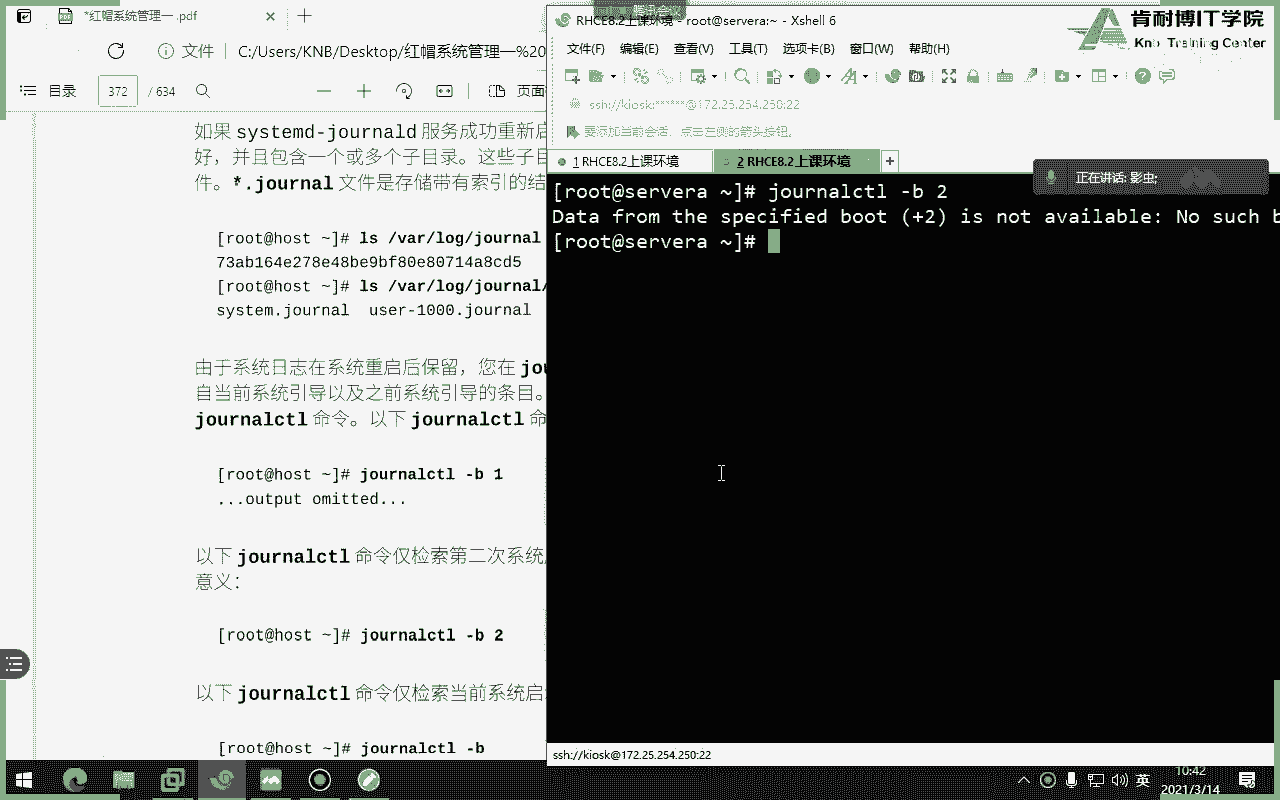 *红帽系统管理一 .pdf
文件
C:/Users/KNB/Desktop/红帽系统管理一%20
目录
372
/ 634
页面
如果 systemd-journald 服务成功重新启
好，并且包含一个或多个子目录。这些子目
件。*.journal 文件是存储带有索引的结
[root@host ~]# ls /var/log/journal
73ab164e278e48be9bf80e80714a8cd5
[root@host ~]# ls /var/log/journal/
system.journal user-1000.journal
由于系统日志在系统重启后保留，您在 jou
自当前系统引导以及之前系统引导的条目。
journalctl 命令。以下 journalctl 命
[root@host ~]# journalctl -b 1
...output omitted...
以下 journalctl 命令仅检索第二次系统
意义：
[root@host ~]# journalctl -b 2
以下 journalctl 命令仅检索当前系统启
[root@host ~]# journalctl -b
RHCE8.2上课环境 - root@servera:~ - Xshell 6
肯耐博IT学院
Knb Training Center
文件(F) 编辑(E) 查看(V) 工具(T) 选项卡(B) 窗口(W) 帮助(H)
ssh://kiosk:******@172.25.254.250:22
要添加当前会话，点击左侧的箭头按钮。
1 RHCE8.2上课环境
2 RHCE8.2上课环境
正在讲话: 影虫;
[root@servera ~]# journalctl -b 2
Data from the specified boot (+2) is not available: No such b
[root@servera ~]#
ssh://kiosk@172.25.254.250:22
英
10:42
2021/3/14